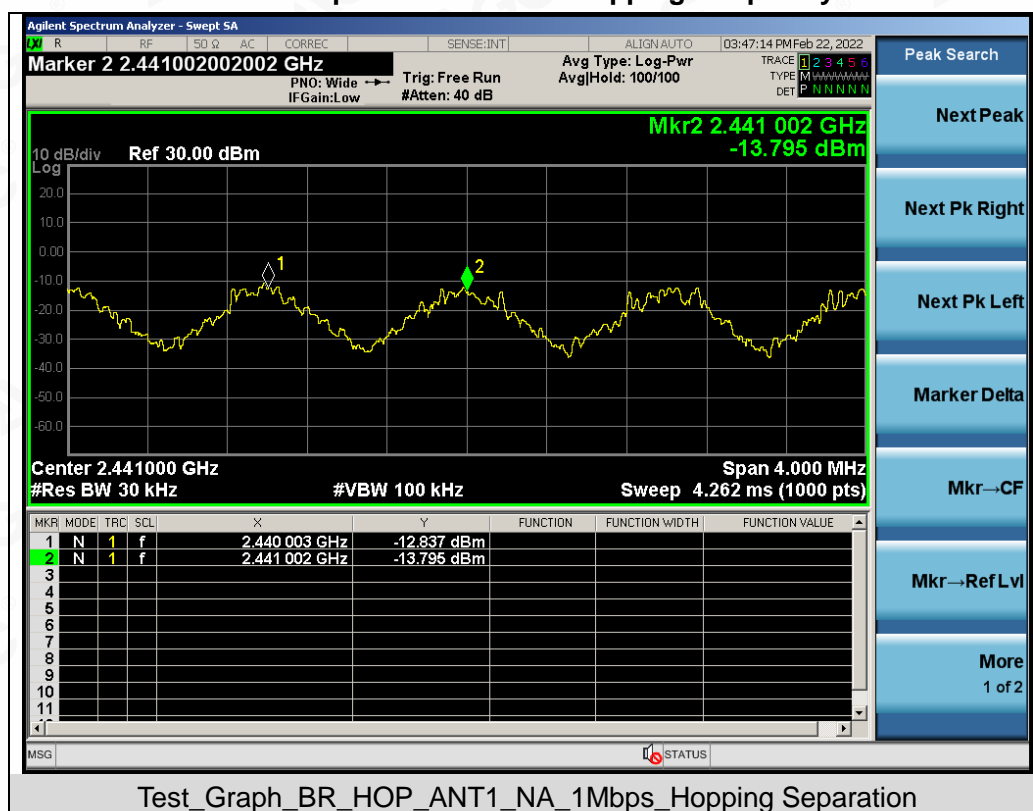 Agilent Spectrum Analyzer - Swept SA
LXI R RF 50 Ω AC CORREC SENSE:INT ALIGN AUTO 03:47:14 PM Feb 22, 2022
Marker 2 2.441002002002 GHz
PNO: Wide
IFGain:Low
Trig: Free Run
#Atten: 40 dB
Avg Type: Log-Pwr
Avg|Hold: 100/100
TRACE 1 2 3 4 5 6
TYPE M
DET P N N N N N
Mkr2 2.441 002 GHz
-13.795 dBm
10 dB/div Ref 30.00 dBm
Log
20.0
10.0
0.00
-10.0
-20.0
-30.0
-40.0
-50.0
-60.0
1
2
Center 2.441000 GHz Span 4.000 MHz
#Res BW 30 kHz #VBW 100 kHz Sweep 4.262 ms (1000 pts)
MKR MODE TRC SCL X Y FUNCTION FUNCTION WIDTH FUNCTION VALUE
1 N 1 f 2.440 003 GHz -12.837 dBm
2 N 1 f 2.441 002 GHz -13.795 dBm
3
4
5
6
7
8
9
10
11
MSG STATUS
Peak Search
Next Peak
Next Pk Right
Next Pk Left
Marker Delta
Mkr→CF
Mkr→Ref Lvl
More
1 of 2
Test_Graph_BR_HOP_ANT1_NA_1Mbps_Hopping Separation